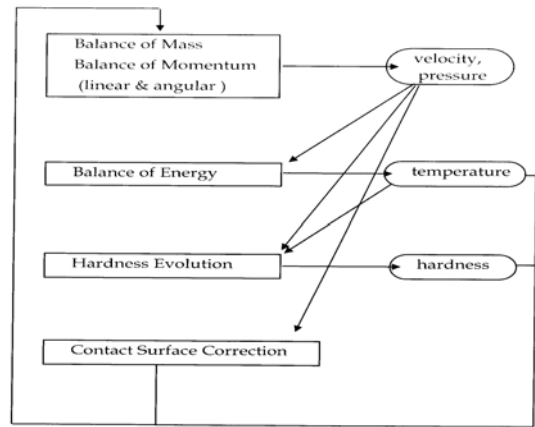 Balance of Mass
Balance of Momentum
(linear & angular )
velocity,
pressure
Balance of Energy
temperature
Hardness Evolution
hardness
Contact Surface Correction